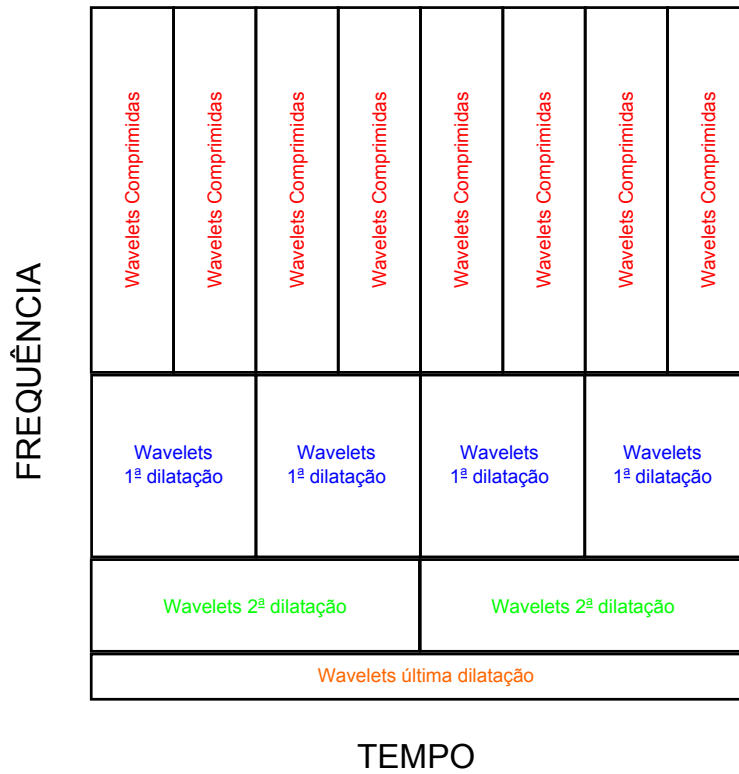 FREQUÊNCIA
Wavelets Comprimidas
Wavelets Comprimidas
Wavelets Comprimidas
Wavelets Comprimidas
Wavelets Comprimidas
Wavelets Comprimidas
Wavelets Comprimidas
Wavelets Comprimidas
Wavelets
1ª dilatação
Wavelets
1ª dilatação
Wavelets
1ª dilatação
Wavelets
1ª dilatação
Wavelets 2ª dilatação
Wavelets 2ª dilatação
Wavelets última dilatação
TEMPO